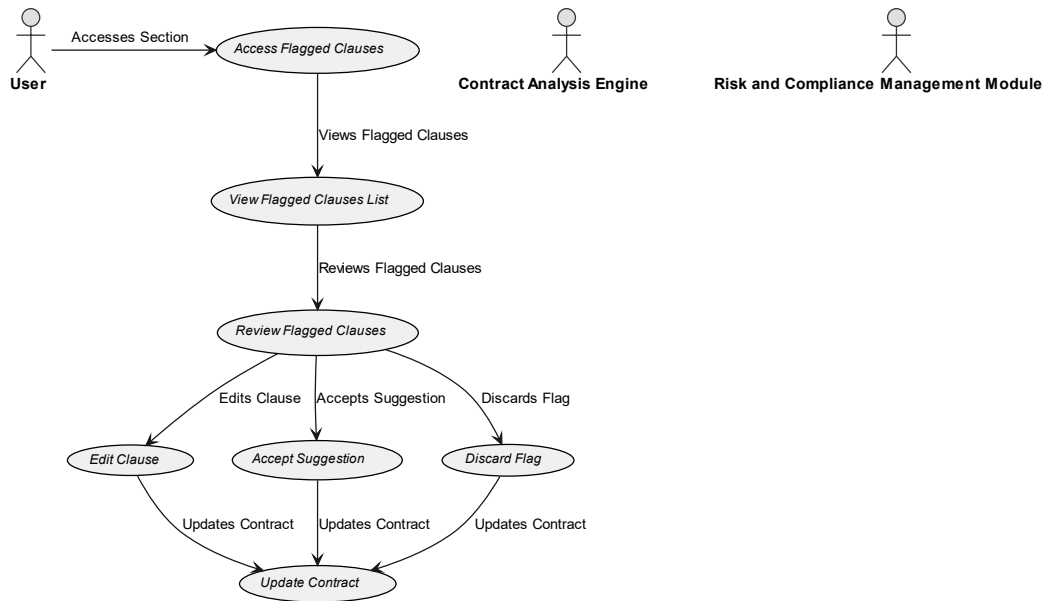 Accesses Section
Access Flagged Clauses
User
Contract Analysis Engine
Risk and Compliance Management Module
Views Flagged Clauses
View Flagged Clauses List
Reviews Flagged Clauses
Review Flagged Clauses
Edits Clause
Accepts Suggestion
Discards Flag
Edit Clause
Accept Suggestion
Discard Flag
Updates Contract
Updates Contract
Updates Contract
Update Contract